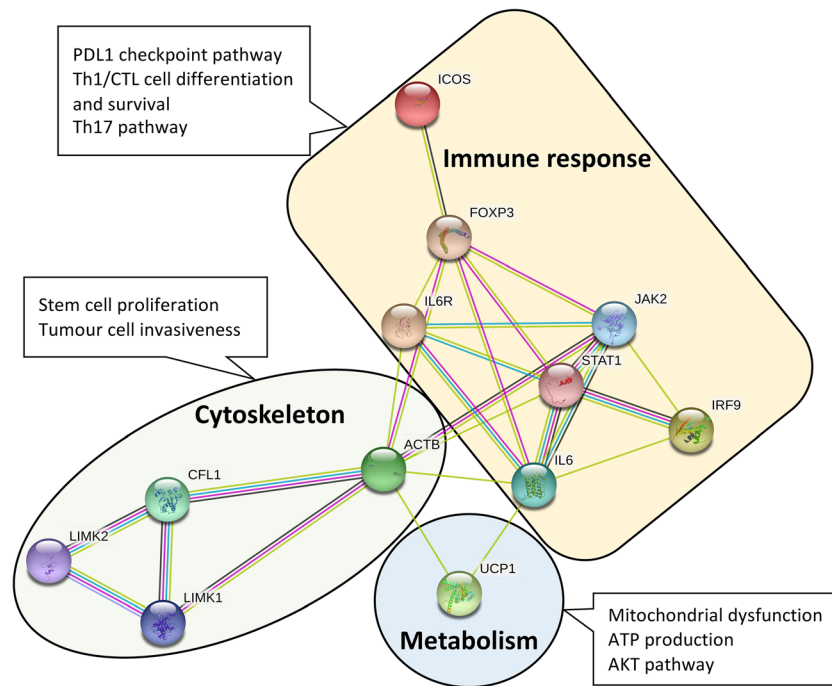 PDL1 checkpoint pathway
Th1/CTL cell differentiation
and survival
Th17 pathway
ICOS
Immune response
FOXP3
Stem cell proliferation
Tumour cell invasiveness
IL6R
JAK2
STAT1
IRF9
Cytoskeleton
ACTB
IL6
CFL1
LIMK2
LIMK1
UCP1
Metabolism
Mitochondrial dysfunction
ATP production
AKT pathway